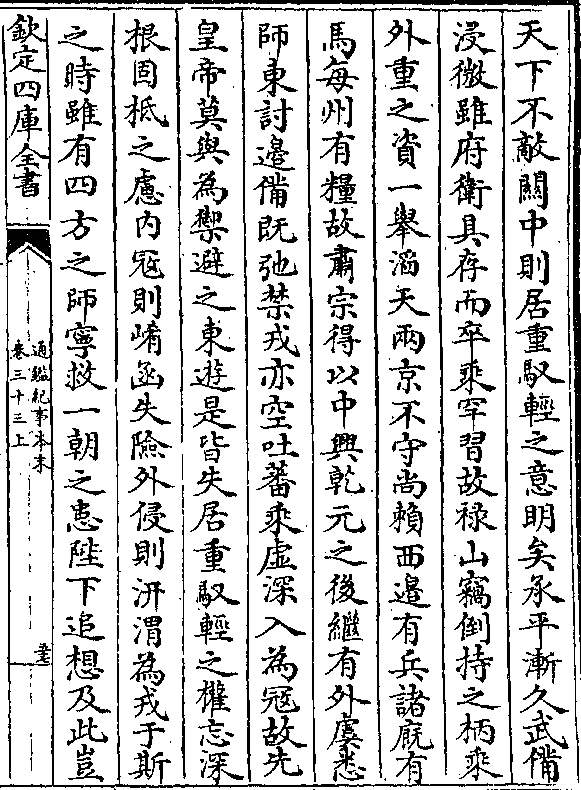 天下不敵關中則居重馭輕之意明矣承平漸久武備
浸微雖府衛具存而卒乘罕習故禄山竊倒持之柄乘
外重之資一舉滔天兩京不守尚賴西邉有兵諸廐有
馬每州有糧故肅宗得以中興乾元之後繼有外虞悉
師東討邉備既弛禁戎亦空吐蕃乘虚深入為冦故先
皇帝莫與為禦避之東遊是皆失居重馭輕之權忘深
根固柢之慮内冦則崤函失險外侵則汧渭為戎于斯
之時雖有四方之師寧救一朝之患陛下追想及此豈
欽定四庫全書
通鑑紀事本末
卷三十三上